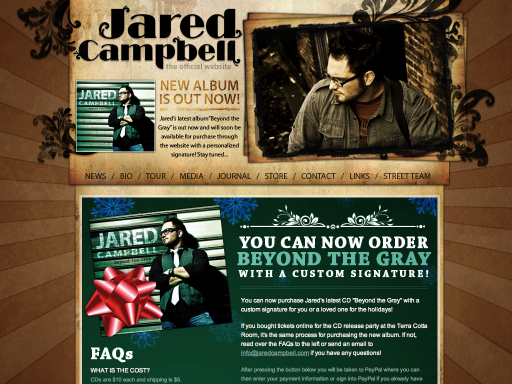 Jared
Campbell
the official website
JARED
CAMPBELL
NEW ALBUM
IS OUT NOW!
Jared's latest album "Beyond the
Gray" is out now and will soon be
available for purchase through
the website with a personalized
signature! Stay tuned...
NEWS / BIO / TOUR / MEDIA / JOURNAL / STORE / CONTACT / LINKS / STREET TEAM
JARED
CAMPBELL
beyond the gray
YOU CAN NOW ORDER
BEYOND THE GRAY
WITH A CUSTOM SIGNATURE!
You can now purchase Jared's latest CD "Beyond the Gray" with a
custom signature for you or a loved one for the holidays!
If you bought tickets online for the CD release party at the Terra Cotta
Room, it's the same process for purchasing the new album. If not,
read over the FAQs to the left or send an email to
info@jaredcampbell.com if you have any questions!
FAQs
WHAT IS THE COST?
CDs are $10 each and shipping is $5.
After pressing the button below you will be taken to PayPal where you can
then enter your payment information or sign into PayPal if you already have